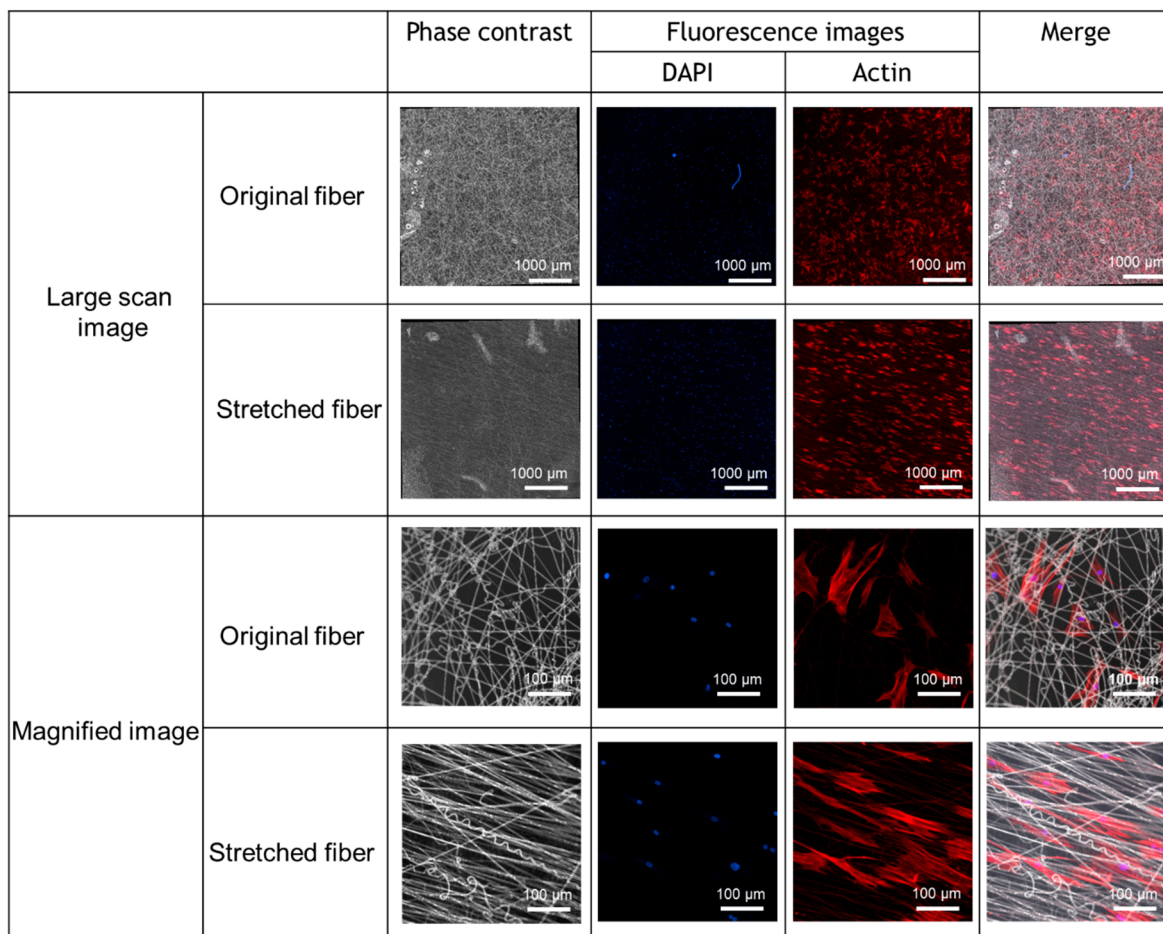 Phase contrast
Fluorescence images
Merge
DAPI
Actin
Large scan
image
Original fiber
1000 µm
1000 µm
1000 µm
1000 µm
Stretched fiber
1000 µm
1000 µm
1000 µm
1000 µm
Magnified image
Original fiber
100 µm
100 µm
100 µm
100 µm
Stretched fiber
100 µm
100 µm
100 µm
100 µm